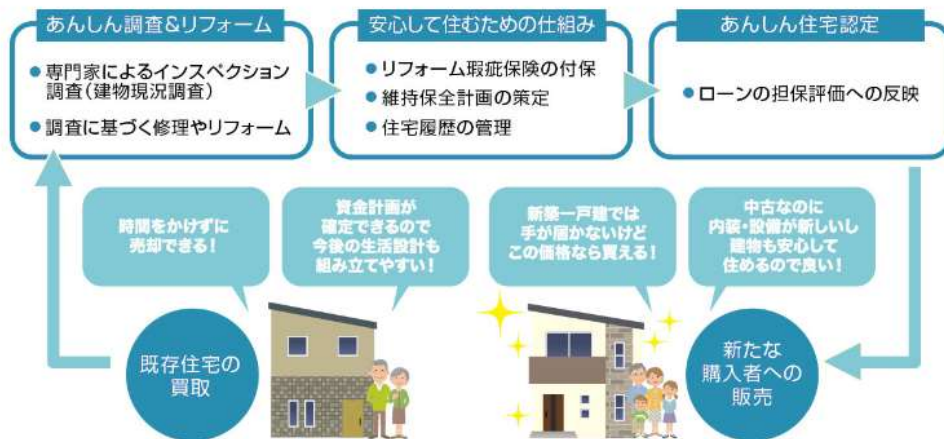 あんしん調査&リフォーム
●専門家によるインスペクション
調査(建物現況調査)
●調査に基づく修理やリフォーム
安心して住むための仕組み
●リフォーム瑕疵保険の付保
●維持保全計画の策定
●住宅履歴の管理
あんしん住宅認定
●ローンの担保評価への反映
時間をかけずに
売却できる!
資金計画が
確定できるので
今後の生活設計も
組み立てやすい!
新築一戸建では
手が届かないけど
この価格なら買える!
中古なのに
内装・設備が新しいし
建物も安心して
住めるので良い!
既存住宅の
買取
新たな
購入者への
販売